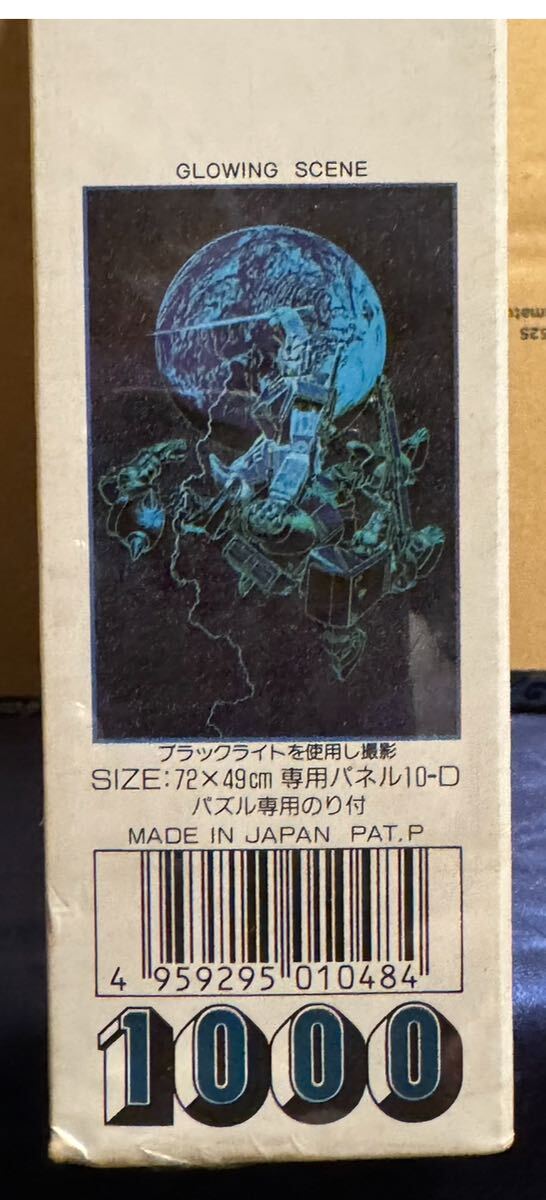 GLOWING SCENE
ブラックライトを使用し撮影
SIZE:72×49cm 専用パネル10-D
パズル専用のり付
MADE IN JAPAN PAT.P
4 959295 010484
1000